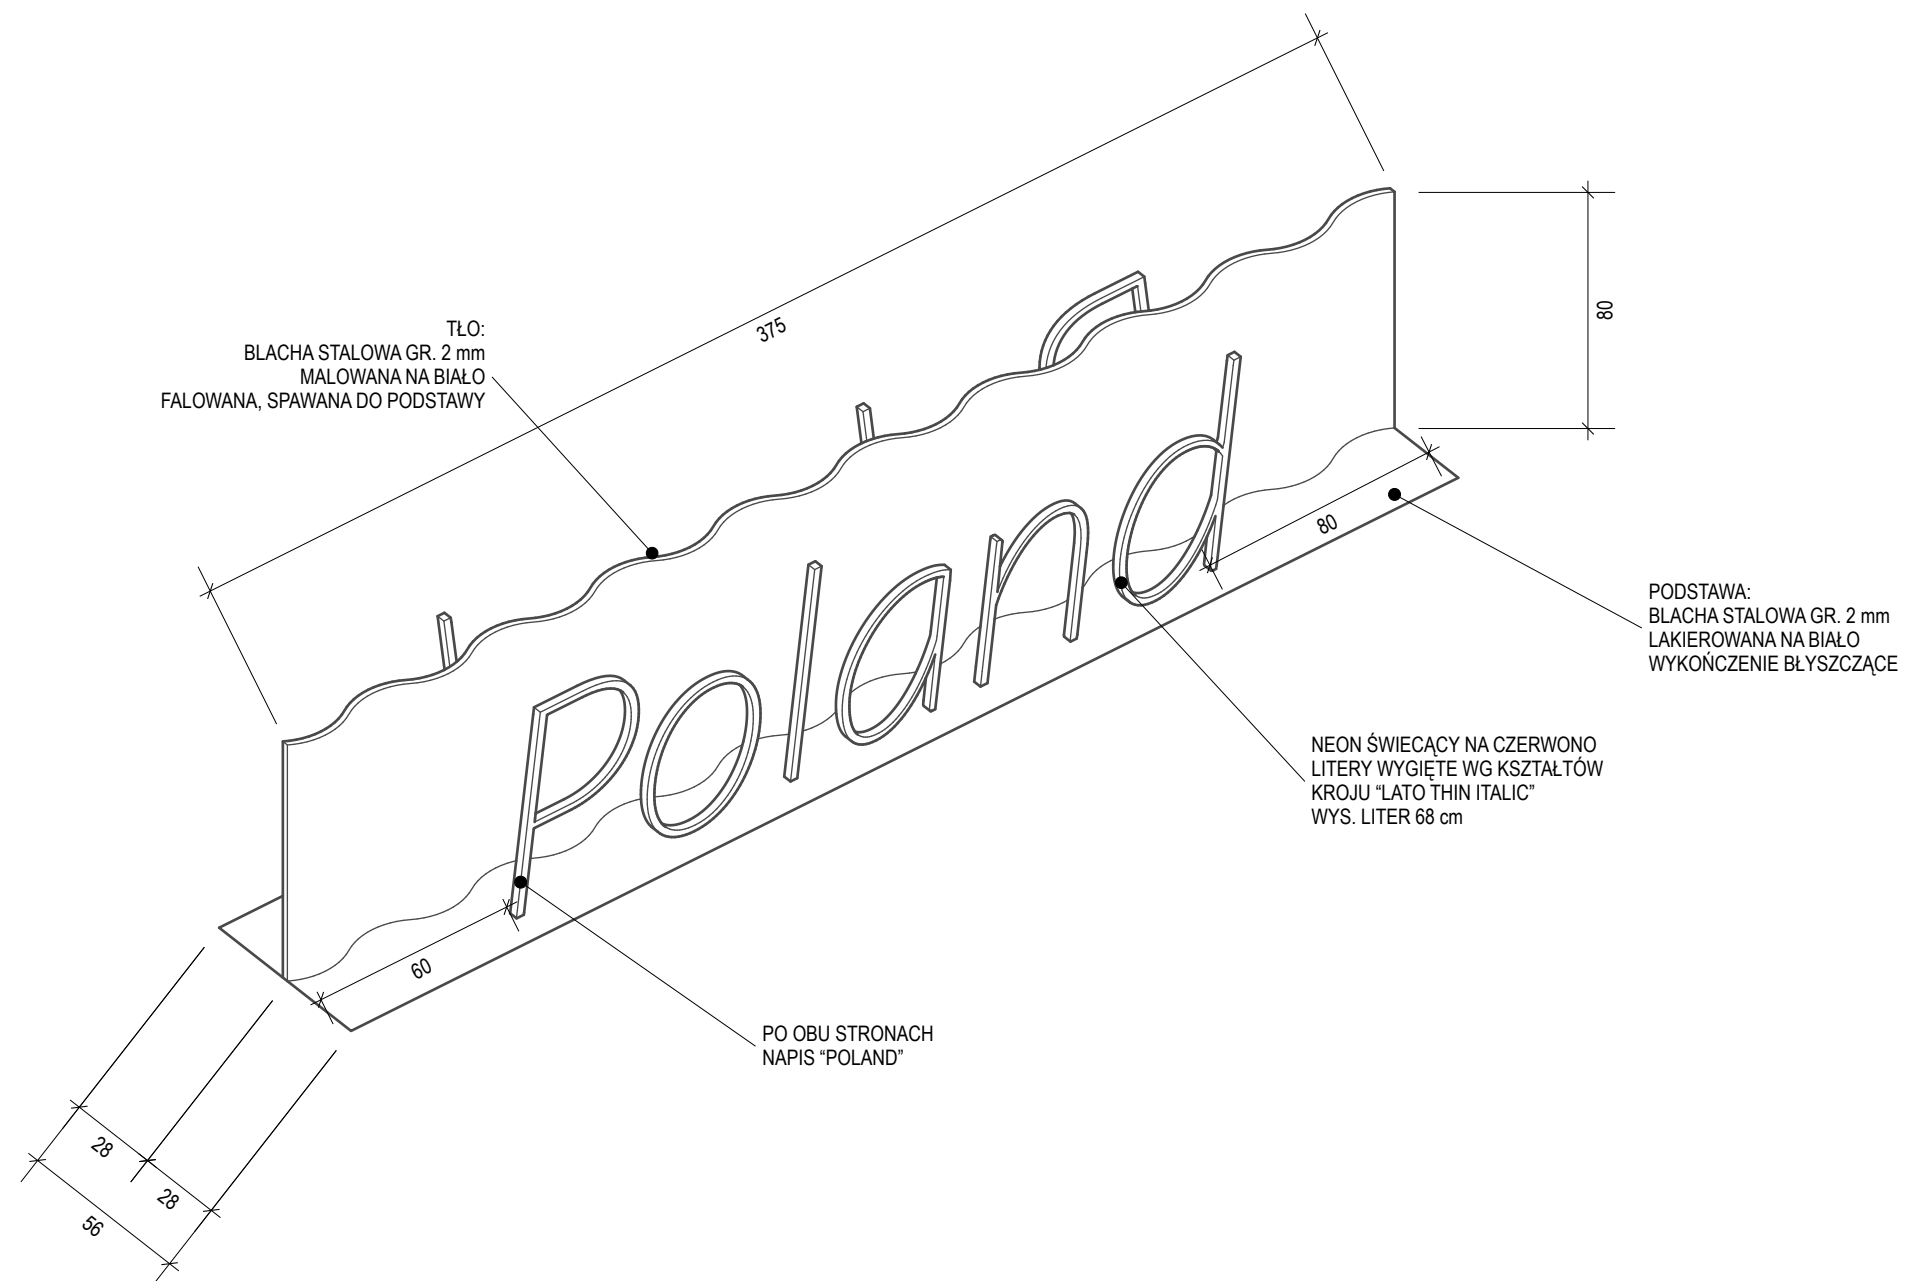 375
80
TŁO:
BLACHA STALOWA GR. 2 mm
MALOWANA NA BIAŁO
FALOWANA, SPAWANA DO PODSTAWY
Poland
80
PODSTAWA:
BLACHA STALOWA GR. 2 mm
LAKIEROWANA NA BIAŁO
WYKOŃCZENIE BŁYSZCZĄCE
NEON ŚWIECĄCY NA CZERWONO
LITERY WYGIĘTE WG KSZTAŁTÓW
KROJU “LATO THIN ITALIC”
WYS. LITER 68 cm
60
PO OBU STRONACH
NAPIS “POLAND”
28
28
56